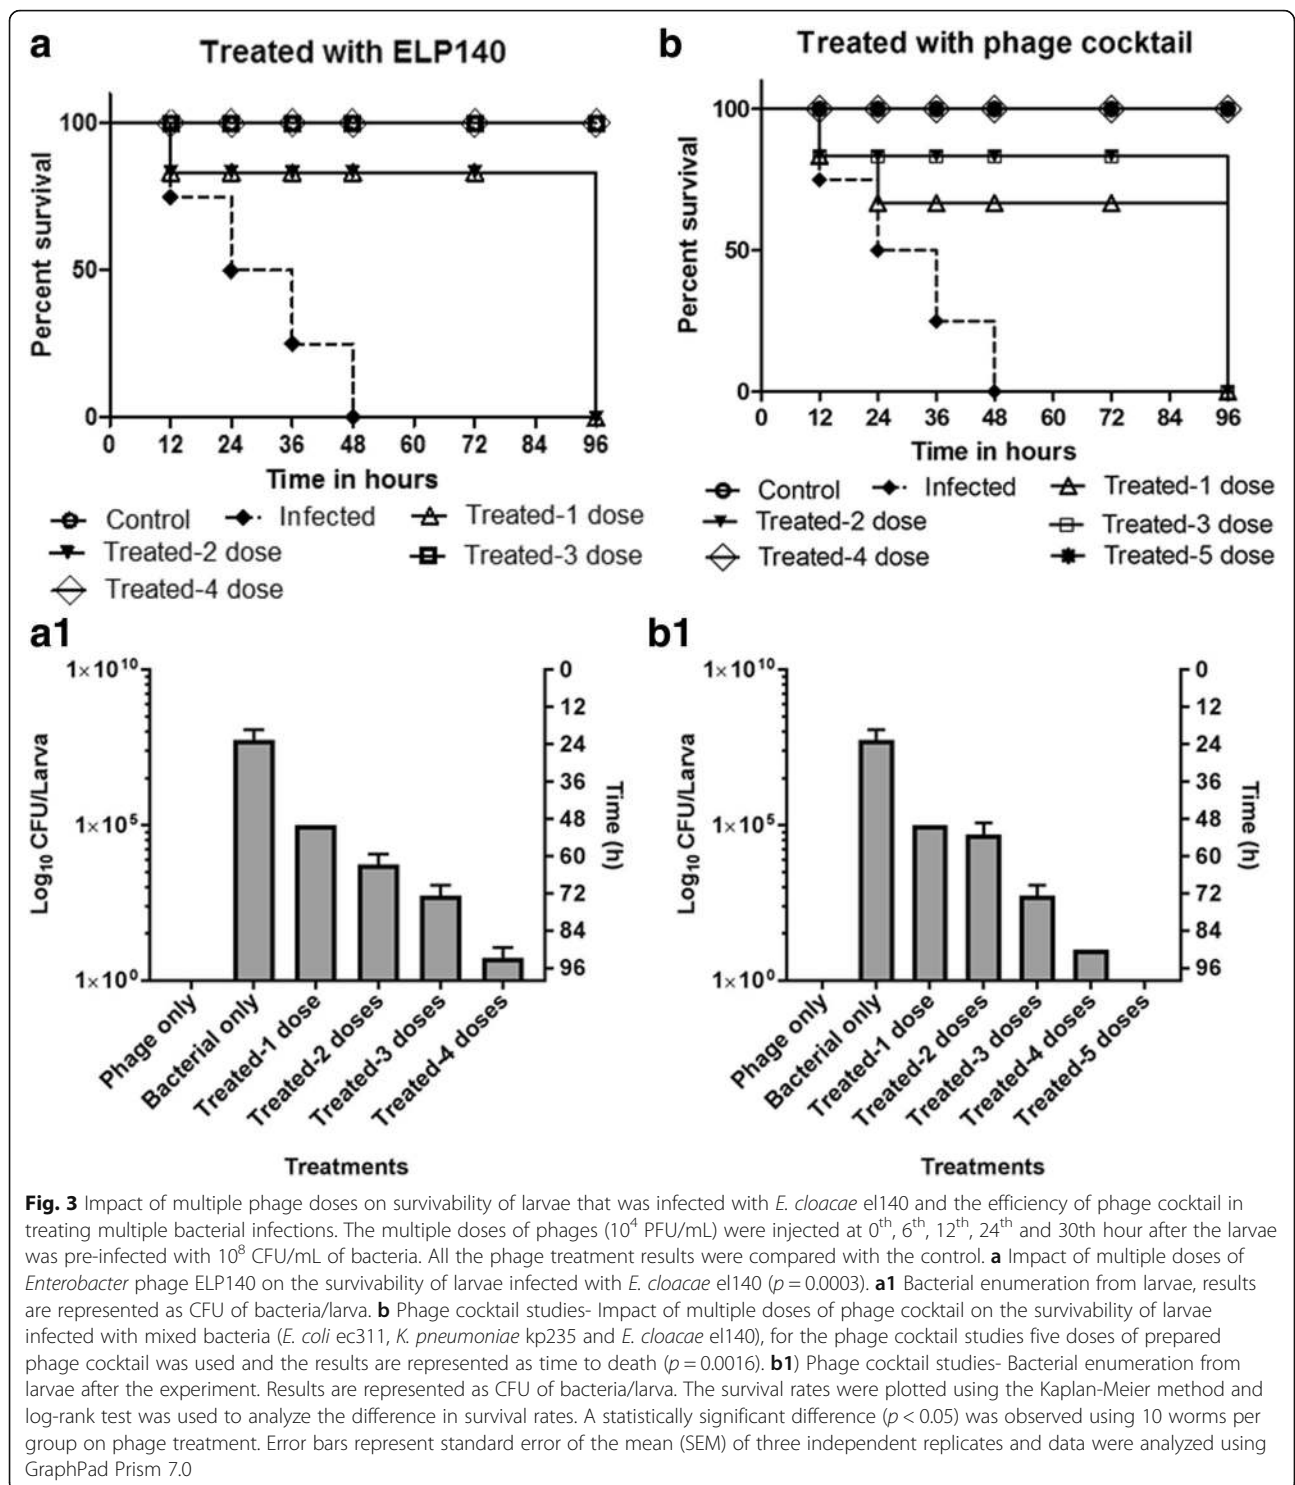 a
Treated with ELP140
Percent survival
100
50
0
0 12 24 36 48 60 72 84 96
Time in hours
Control Infected Treated-1 dose
Treated-2 dose Treated-3 dose
Treated-4 dose
b
Treated with phage cocktail
Percent survival
100
50
0
0 12 24 36 48 60 72 84 96
Time in hours
Control Infected Treated-1 dose
Treated-2 dose Treated-3 dose
Treated-4 dose Treated-5 dose
a1
Log₁₀ CFU/Larva
1×10¹⁰
1×10⁵
1×10⁰
0
12
24
36
48
60
72
84
96
Time (h)
Phage only
Bacterial only
Treated-1 dose
Treated-2 doses
Treated-3 doses
Treated-4 doses
Treatments
b1
Log₁₀ CFU/Larva
1×10¹⁰
1×10⁵
1×10⁰
0
12
24
36
48
60
72
84
96
Time (h)
Phage only
Bacterial only
Treated-1 dose
Treated-2 doses
Treated-3 doses
Treated-4 doses
Treated-5 doses
Treatments
Fig. 3 Impact of multiple phage doses on survivability of larvae that was infected with E. cloacae el140 and the efficiency of phage cocktail in
treating multiple bacterial infections. The multiple doses of phages (10⁴ PFU/mL) were injected at 0ᵗʰ, 6ᵗʰ, 12ᵗʰ, 24ᵗʰ and 30th hour after the larvae
was pre-infected with 10⁸ CFU/mL of bacteria. All the phage treatment results were compared with the control. a Impact of multiple doses of
Enterobacter phage ELP140 on the survivability of larvae infected with E. cloacae el140 (p = 0.0003). a1 Bacterial enumeration from larvae, results
are represented as CFU of bacteria/larva. b Phage cocktail studies- Impact of multiple doses of phage cocktail on the survivability of larvae
infected with mixed bacteria (E. coli ec311, K. pneumoniae kp235 and E. cloacae el140), for the phage cocktail studies five doses of prepared
phage cocktail was used and the results are represented as time to death (p = 0.0016). b1) Phage cocktail studies- Bacterial enumeration from
larvae after the experiment. Results are represented as CFU of bacteria/larva. The survival rates were plotted using the Kaplan-Meier method and
log-rank test was used to analyze the difference in survival rates. A statistically significant difference (p < 0.05) was observed using 10 worms per
group on phage treatment. Error bars represent standard error of the mean (SEM) of three independent replicates and data were analyzed using
GraphPad Prism 7.0